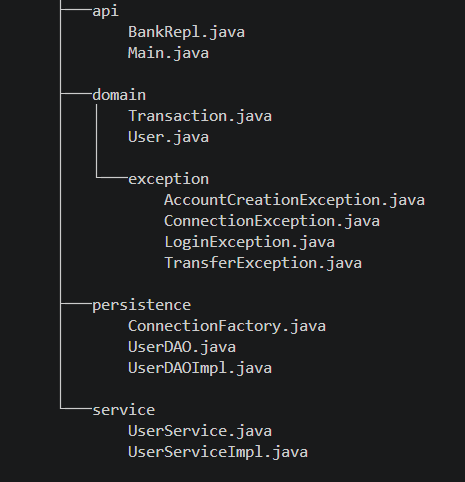 api
BankRepl.java
Main.java
domain
Transaction.java
User.java
exception
AccountCreationException.java
ConnectionException.java
LoginException.java
TransferException.java
persistence
ConnectionFactory.java
UserDAO.java
UserDAOImpl.java
service
UserService.java
UserServiceImpl.java